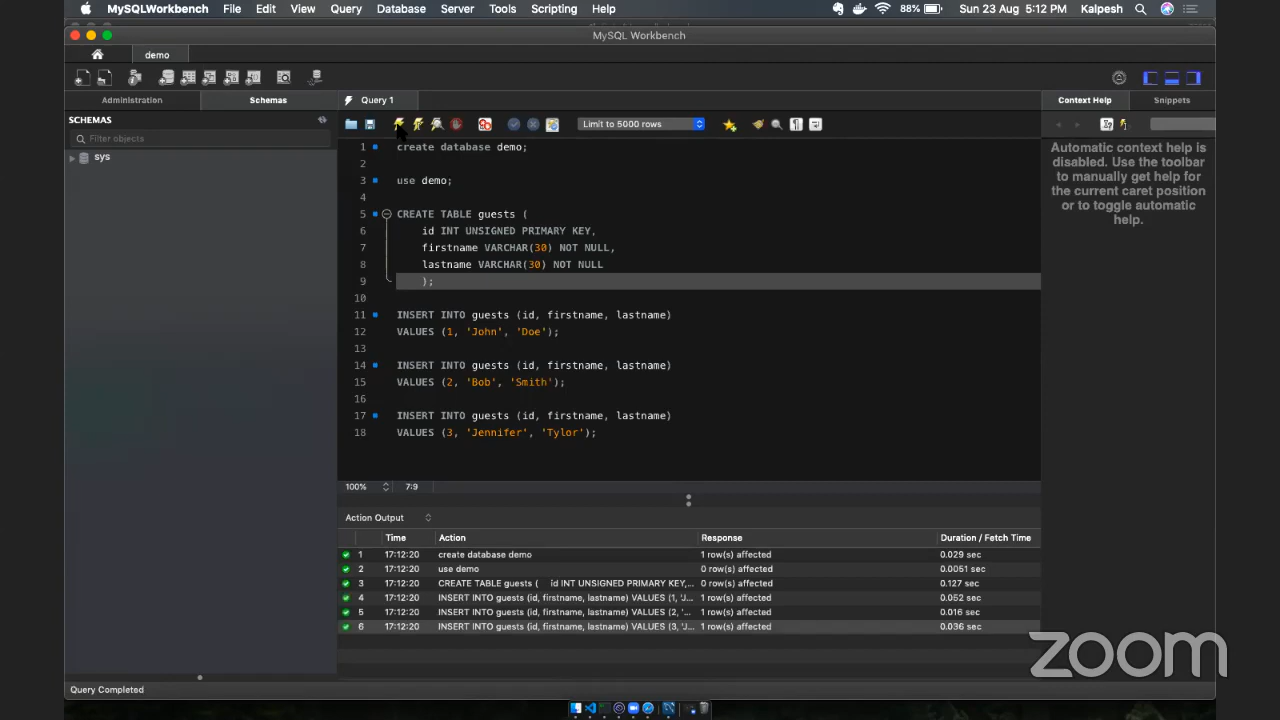 MySQLWorkbench File Edit View Query Database Server Tools Scripting Help 88% Sun 23 Aug 5:12 PM Kalpesh
MySQL Workbench
demo
Administration Schemas Query 1 Context Help Snippets
SCHEMAS
Filter objects
sys
Limit to 5000 rows
1 create database demo;
2
3 use demo;
4
5 CREATE TABLE guests (
6 id INT UNSIGNED PRIMARY KEY,
7 firstname VARCHAR(30) NOT NULL,
8 lastname VARCHAR(30) NOT NULL
9 );
10
11 INSERT INTO guests (id, firstname, lastname)
12 VALUES (1, 'John', 'Doe');
13
14 INSERT INTO guests (id, firstname, lastname)
15 VALUES (2, 'Bob', 'Smith');
16
17 INSERT INTO guests (id, firstname, lastname)
18 VALUES (3, 'Jennifer', 'Tylor');
Automatic context help is
disabled. Use the toolbar
to manually get help for
the current caret position
or to toggle automatic
help.
100% 7:9
Action Output
Time Action Response Duration / Fetch Time
1 17:12:20 create database demo 1 row(s) affected 0.029 sec
2 17:12:20 use demo 0 row(s) affected 0.0051 sec
3 17:12:20 CREATE TABLE guests ( id INT UNSIGNED PRIMARY KEY,... 0 row(s) affected 0.127 sec
4 17:12:20 INSERT INTO guests (id, firstname, lastname) VALUES (1, 'J... 1 row(s) affected 0.052 sec
5 17:12:20 INSERT INTO guests (id, firstname, lastname) VALUES (2, '... 1 row(s) affected 0.016 sec
6 17:12:20 INSERT INTO guests (id, firstname, lastname) VALUES (3, 'J... 1 row(s) affected 0.036 sec
zoom
Query Completed